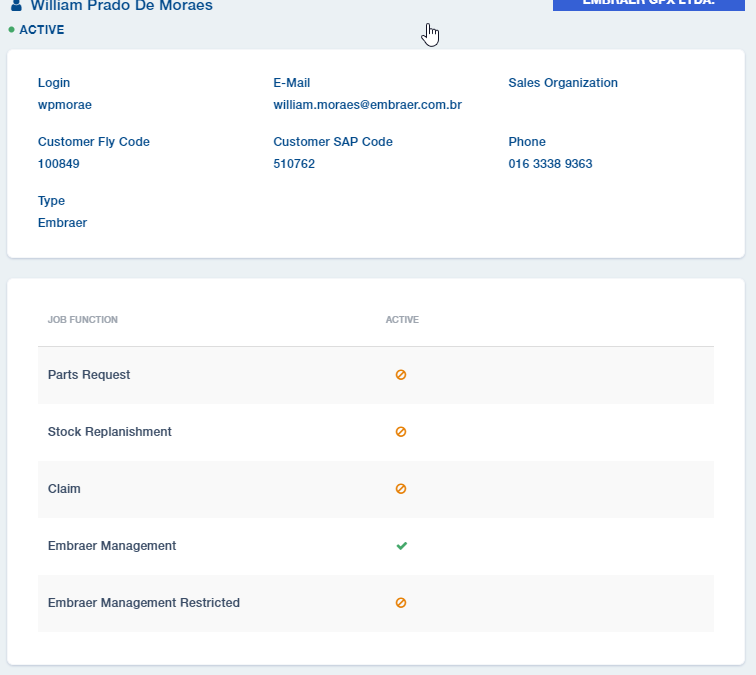 William Prado De Moraes
EMBRAER GPX LTDA.
ACTIVE
Login
E-Mail
Sales Organization
wpmorae
william.moraes@embraer.com.br
Customer Fly Code
Customer SAP Code
Phone
100849
510762
016 3338 9363
Type
Embraer
JOB FUNCTION
ACTIVE
Parts Request
Stock Replanishment
Claim
Embraer Management
Embraer Management Restricted